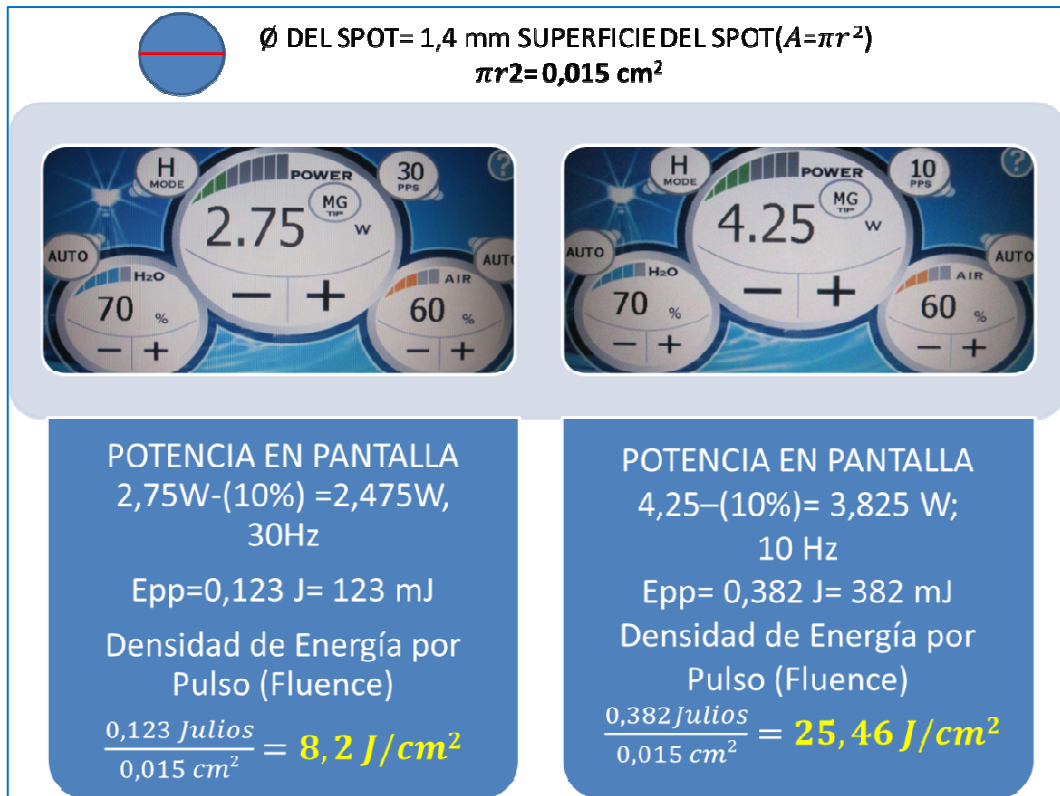 Ø DEL SPOT= 1,4 mm SUPERFICIE DEL SPOT(A=πr²)
πr2= 0,015 cm²
H
MODE
POWER
30
PPS
?
2.75
MG
TIP
W
AUTO
AUTO
H₂O
70 %
AIR
60 %
− +
− +
− +
H
MODE
POWER
10
PPS
?
4.25
MG
TIP
W
AUTO
AUTO
H₂O
70 %
AIR
60 %
− +
− +
− +
POTENCIA EN PANTALLA
2,75W-(10%) =2,475W,
30Hz
Epp=0,123 J= 123 mJ
Densidad de Energía por
Pulso (Fluence)
0,123 Julios / 0,015 cm² = 8,2 J/cm²
POTENCIA EN PANTALLA
4,25–(10%)= 3,825 W;
10 Hz
Epp= 0,382 J= 382 mJ
Densidad de Energía por
Pulso (Fluence)
0,382Julios / 0,015 cm² = 25,46 J/cm²